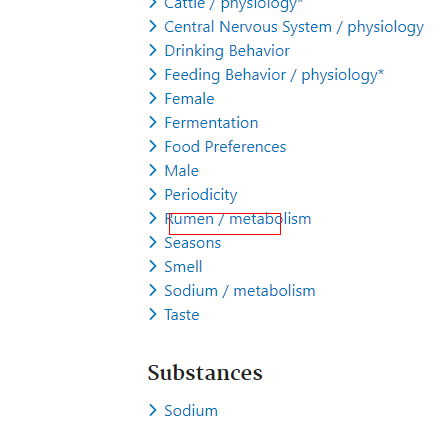 Cattle / physiology*
Central Nervous System / physiology
Drinking Behavior
Feeding Behavior / physiology*
Female
Fermentation
Food Preferences
Male
Periodicity
Rumen / metabolism
Seasons
Smell
Sodium / metabolism
Taste
Substances
Sodium